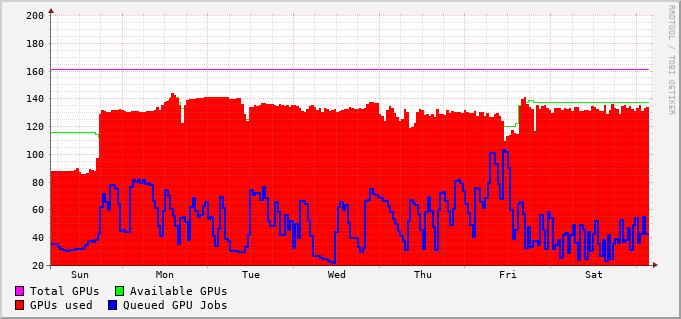 200
180
160
140
120
100
80
60
40
20
Sun Mon Tue Wed Thu Fri Sat
Total GPUs Available GPUs
GPUs used Queued GPU Jobs
RRDTOOL / TOBI OETIKER